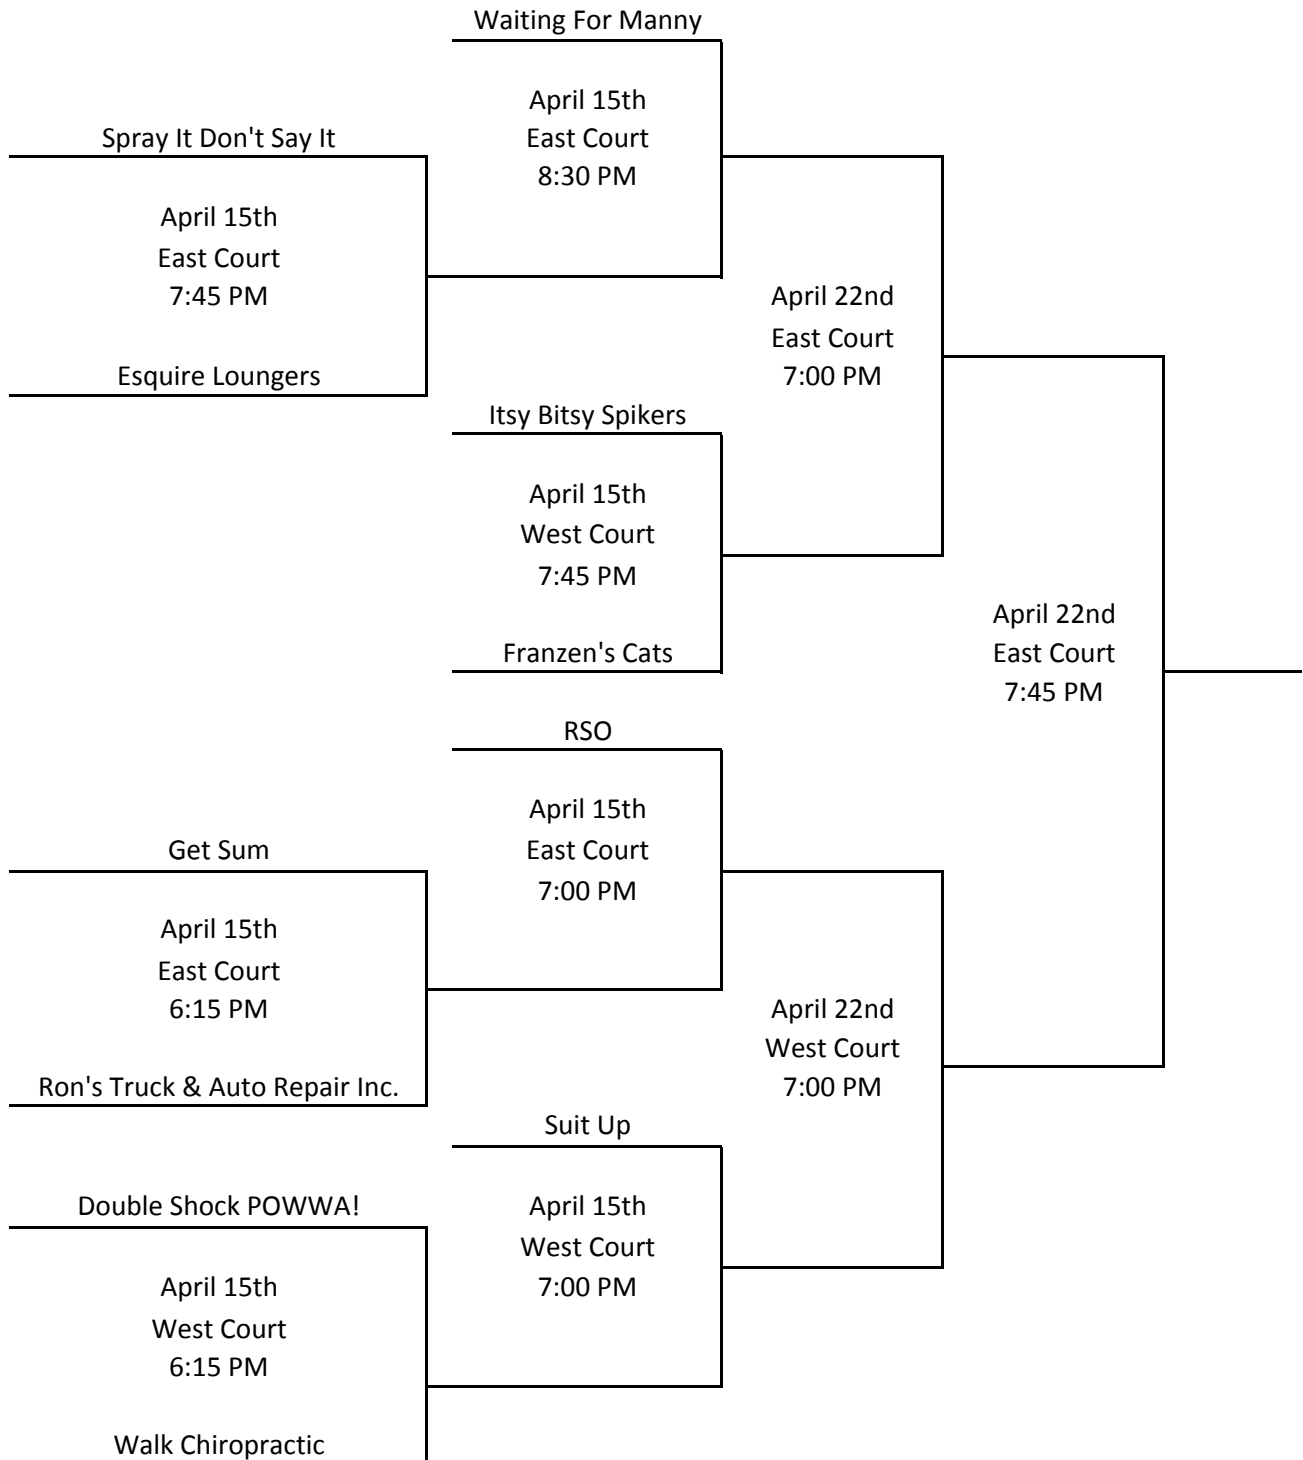 Waiting For Manny
April 15th
East Court
8:30 PM
Spray It Don't Say It
April 15th
East Court
7:45 PM
Esquire Loungers
April 22nd
East Court
7:00 PM
Itsy Bitsy Spikers
April 15th
West Court
7:45 PM
Franzen's Cats
April 22nd
East Court
7:45 PM
RSO
April 15th
East Court
7:00 PM
Get Sum
April 15th
East Court
6:15 PM
Ron's Truck & Auto Repair Inc.
April 22nd
West Court
7:00 PM
Suit Up
April 15th
West Court
7:00 PM
Double Shock POWWA!
April 15th
West Court
6:15 PM
Walk Chiropractic